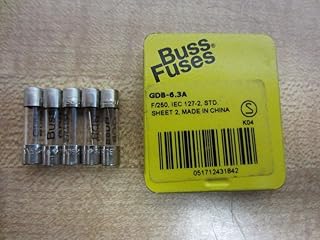 Buss®
Fuses
GDB-6.3A
F/250, IEC 127-2, STD.
SHEET 2, MADE IN CHINA
S
K04
051712431842